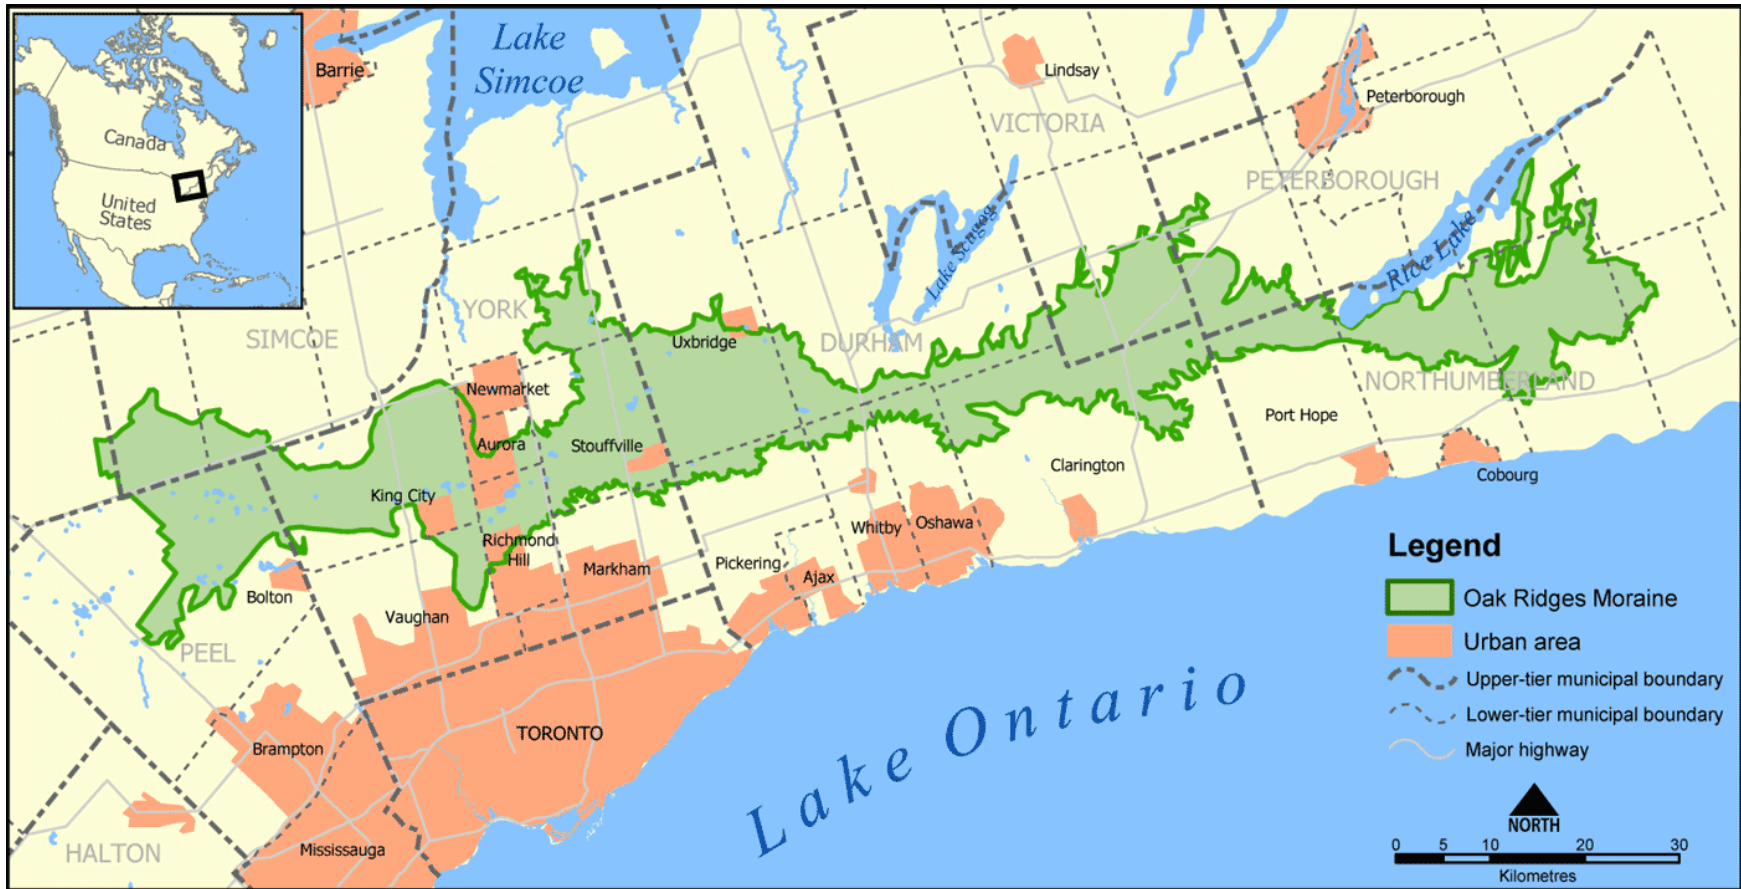 Canada
United
States
Barrie
Lake
Simcoe
Lindsay
Peterborough
VICTORIA
PETERBOROUGH
SIMCOE
YORK
Lake Scugog
Rice Lake
DURHAM
Uxbridge
NORTHUMBERLAND
Newmarket
Aurora
Stouffville
Port Hope
Clarington
Cobourg
King City
Richmond
Hill
Markham
Whitby
Oshawa
Pickering
Ajax
Bolton
Vaughan
PEEL
Brampton
TORONTO
Mississauga
HALTON
Lake Ontario
Legend
Oak Ridges Moraine
Urban area
Upper-tier municipal boundary
Lower-tier municipal boundary
Major highway
NORTH
0 5 10 20 30
Kilometres